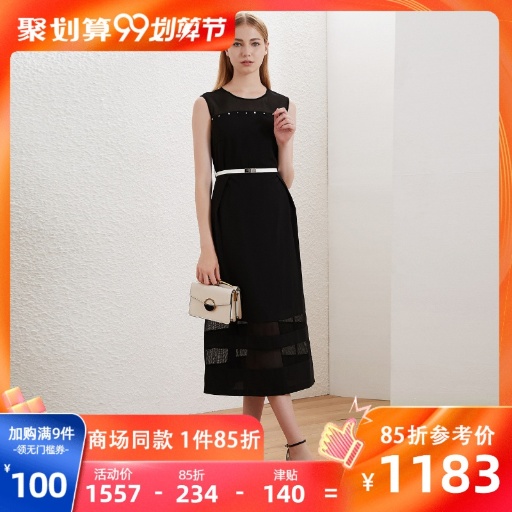 聚划算99划算节
加购满9件
-领无门槛券-
¥100
商场同款 1件85折
活动价 85折 津贴
1557 - 234 - 140 =
85折参考价
¥1183